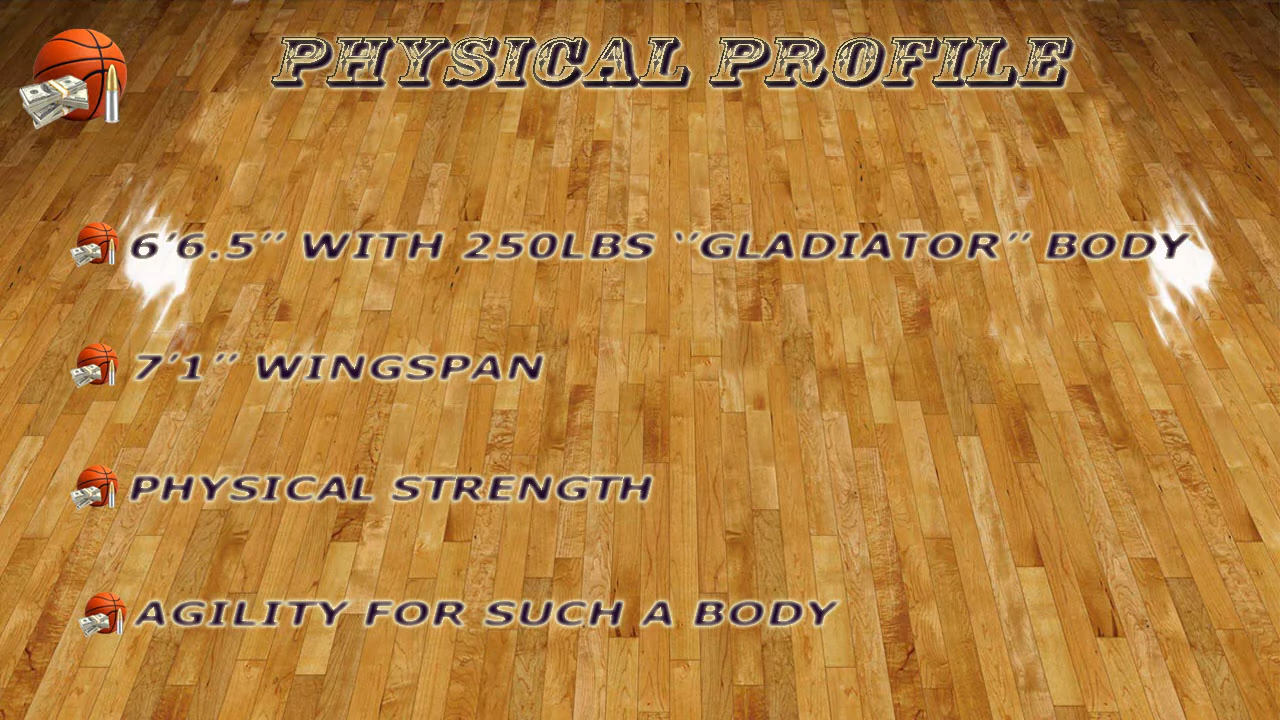 PHYSICAL PROFILE
6'6.5'' WITH 250LBS ‘’GLADIATOR’’ BODY
7'1'' WINGSPAN
PHYSICAL STRENGTH
AGILITY FOR SUCH A BODY